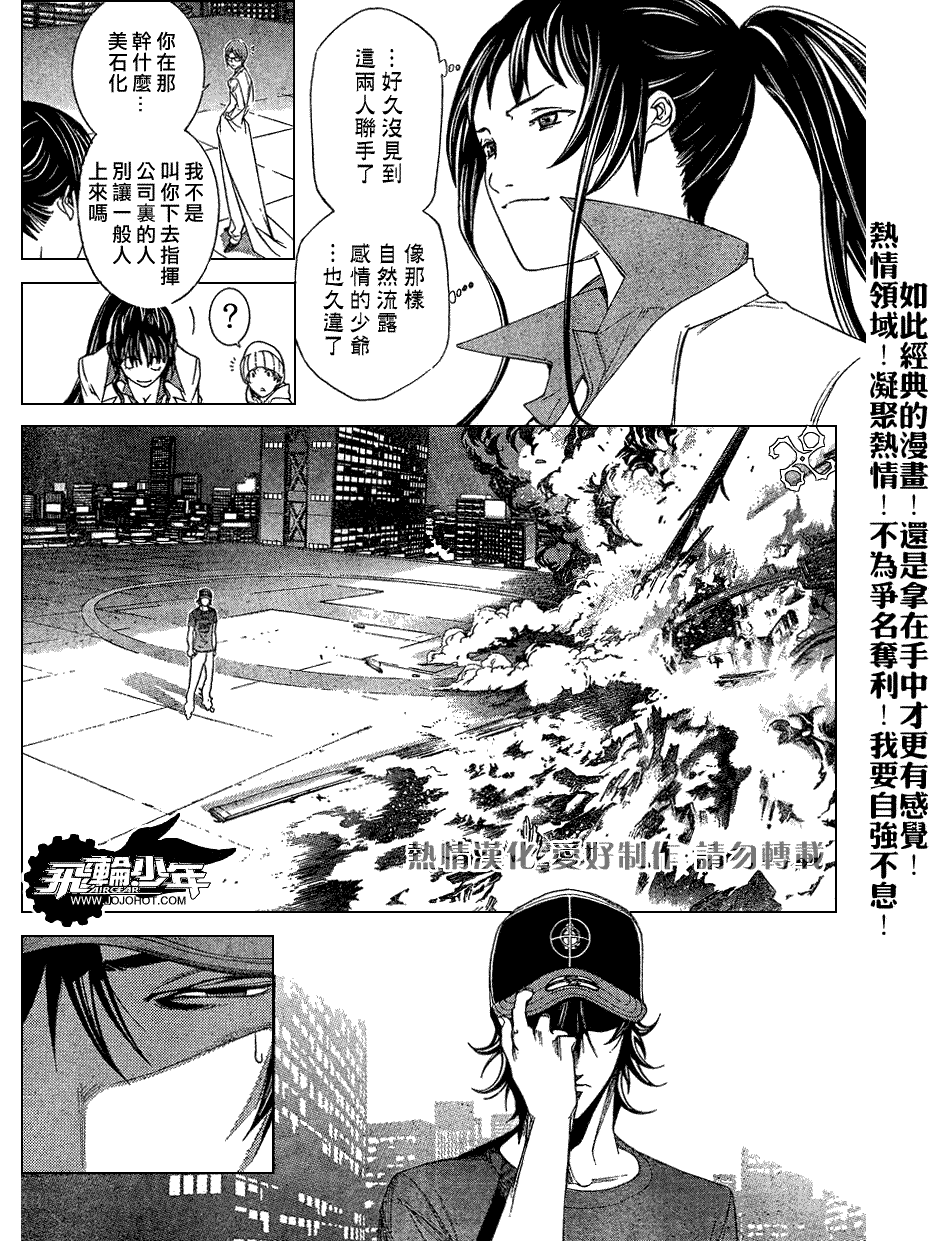 …好久沒見到
這兩人聯手了
像那樣
自然流露
感情的少爺
…也久違了
你在那
幹什麼…
美石化
我不是
叫你下去指揮
公司裏的人
別讓一般人
上來嗎
?
熱情漢化 愛好制作 請勿轉載
飛輪少年
AIRGEAR
WWW.JOJOHOT.COM
如此經典的漫畫！還是拿在手中才更有感覺！
熱情領域！凝聚熱情！不為爭名奪利！我要自強不息！